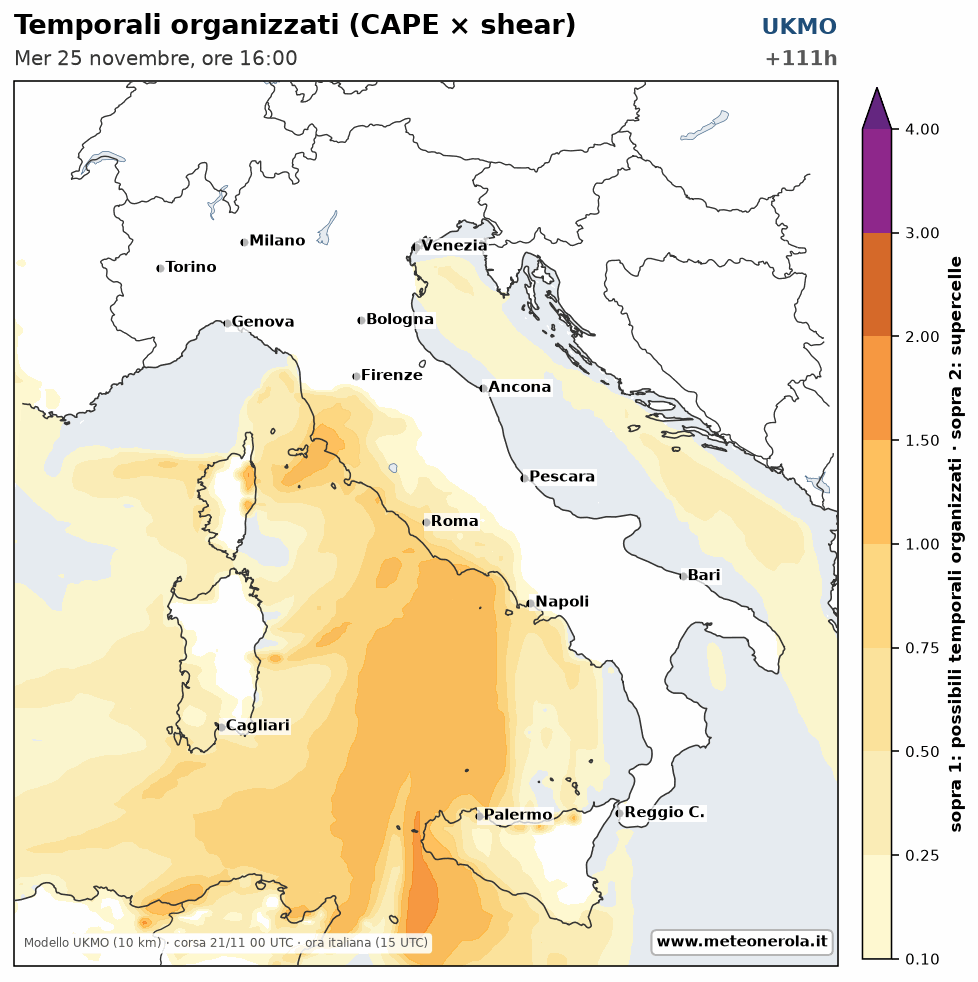 Temporali organizzati (CAPE × shear)
UKMO
Mer 25 novembre, ore 16:00
+111h
4.00
3.00
2.00
1.50
1.00
0.75
0.50
0.25
0.10
sopra 1: possibili temporali organizzati · sopra 2: supercelle
Milano
Venezia
Torino
Genova
Bologna
Firenze
Ancona
Pescara
Roma
Bari
Napoli
Cagliari
Palermo
Reggio C.
Modello UKMO (10 km) · corsa 21/11 00 UTC · ora italiana (15 UTC)
www.meteonerola.it